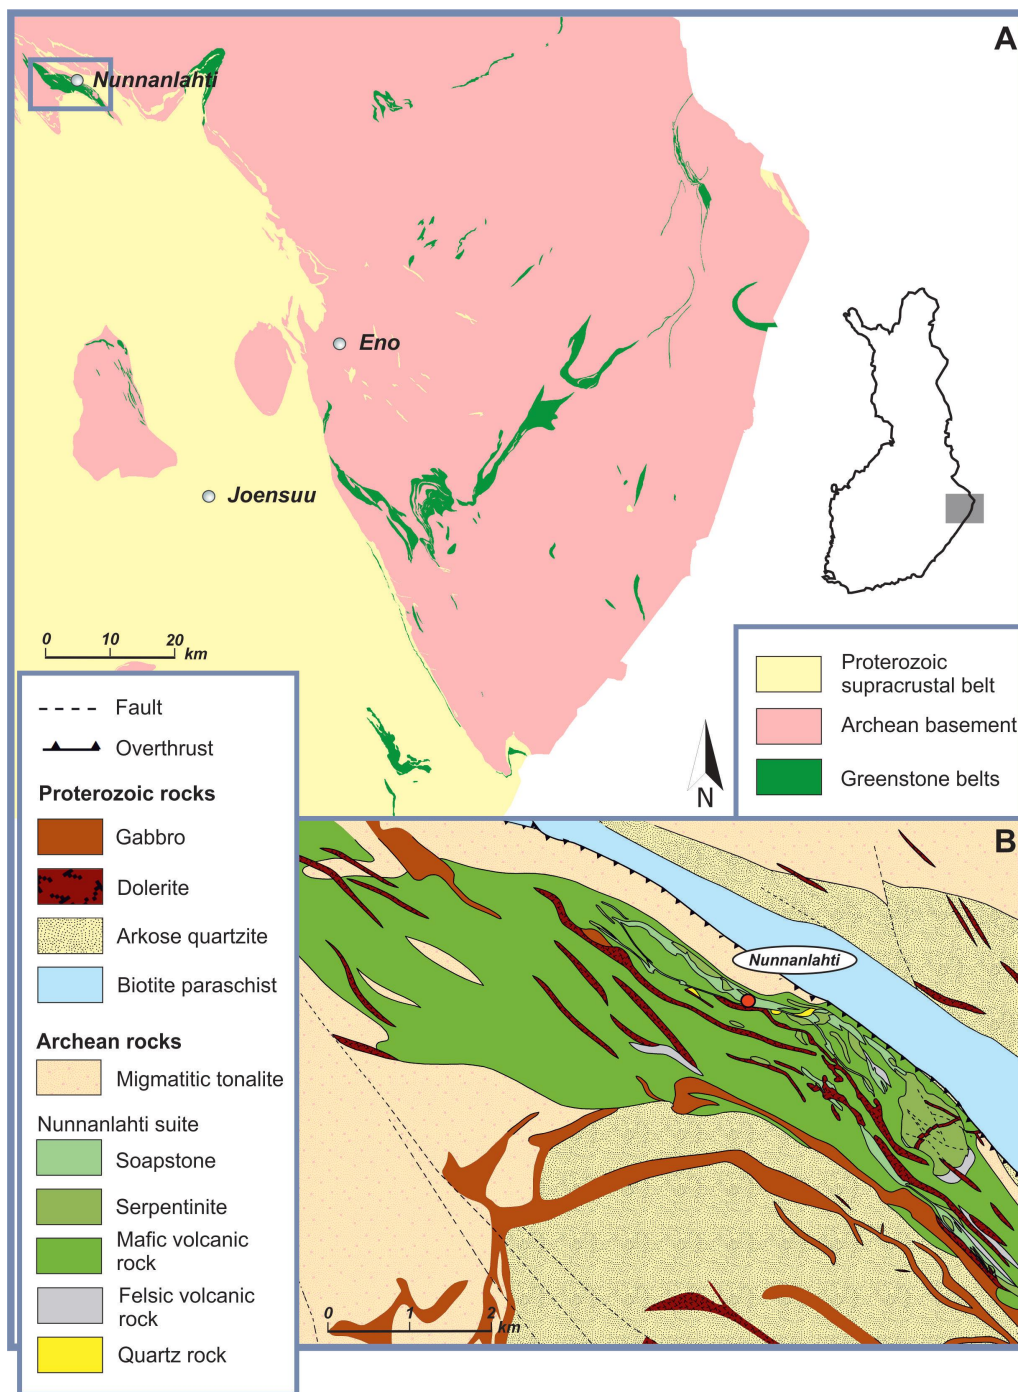 A
Nunnanlahti
Eno
Joensuu
0 10 20
km
N
Proterozoic
supracrustal belt
Archean basement
Greenstone belts
Fault
Overthrust
Proterozoic rocks
Gabbro
Dolerite
Arkose quartzite
Biotite paraschist
Archean rocks
Migmatitic tonalite
Nunnanlahti suite
Soapstone
Serpentinite
Mafic volcanic
rock
Felsic volcanic
rock
Quartz rock
B
Nunnanlahti
0 1 2
km